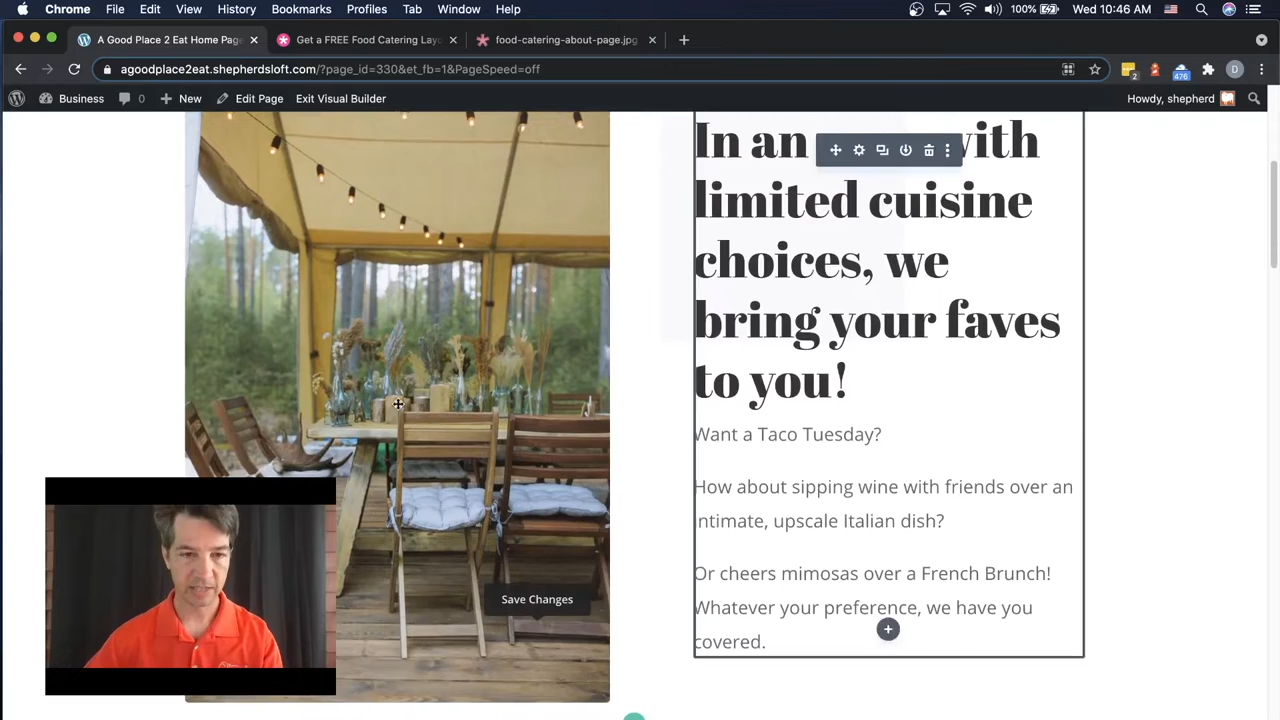 Chrome File Edit View History Bookmarks Profiles Tab Window Help 100% Wed 10:46 AM
A Good Place 2 Eat Home Page Get a FREE Food Catering Layo food-catering-about-page.jpg
agoodplace2eat.shepherdsloft.com/?page_id=330&et_fb=1&PageSpeed=off 2 476 D
Business 0 New Edit Page Exit Visual Builder Howdy, shepherd
In an with
limited cuisine
choices, we
bring your faves
to you!
Want a Taco Tuesday?
How about sipping wine with friends over an
intimate, upscale Italian dish?
Or cheers mimosas over a French Brunch!
Whatever your preference, we have you
covered.
Save Changes